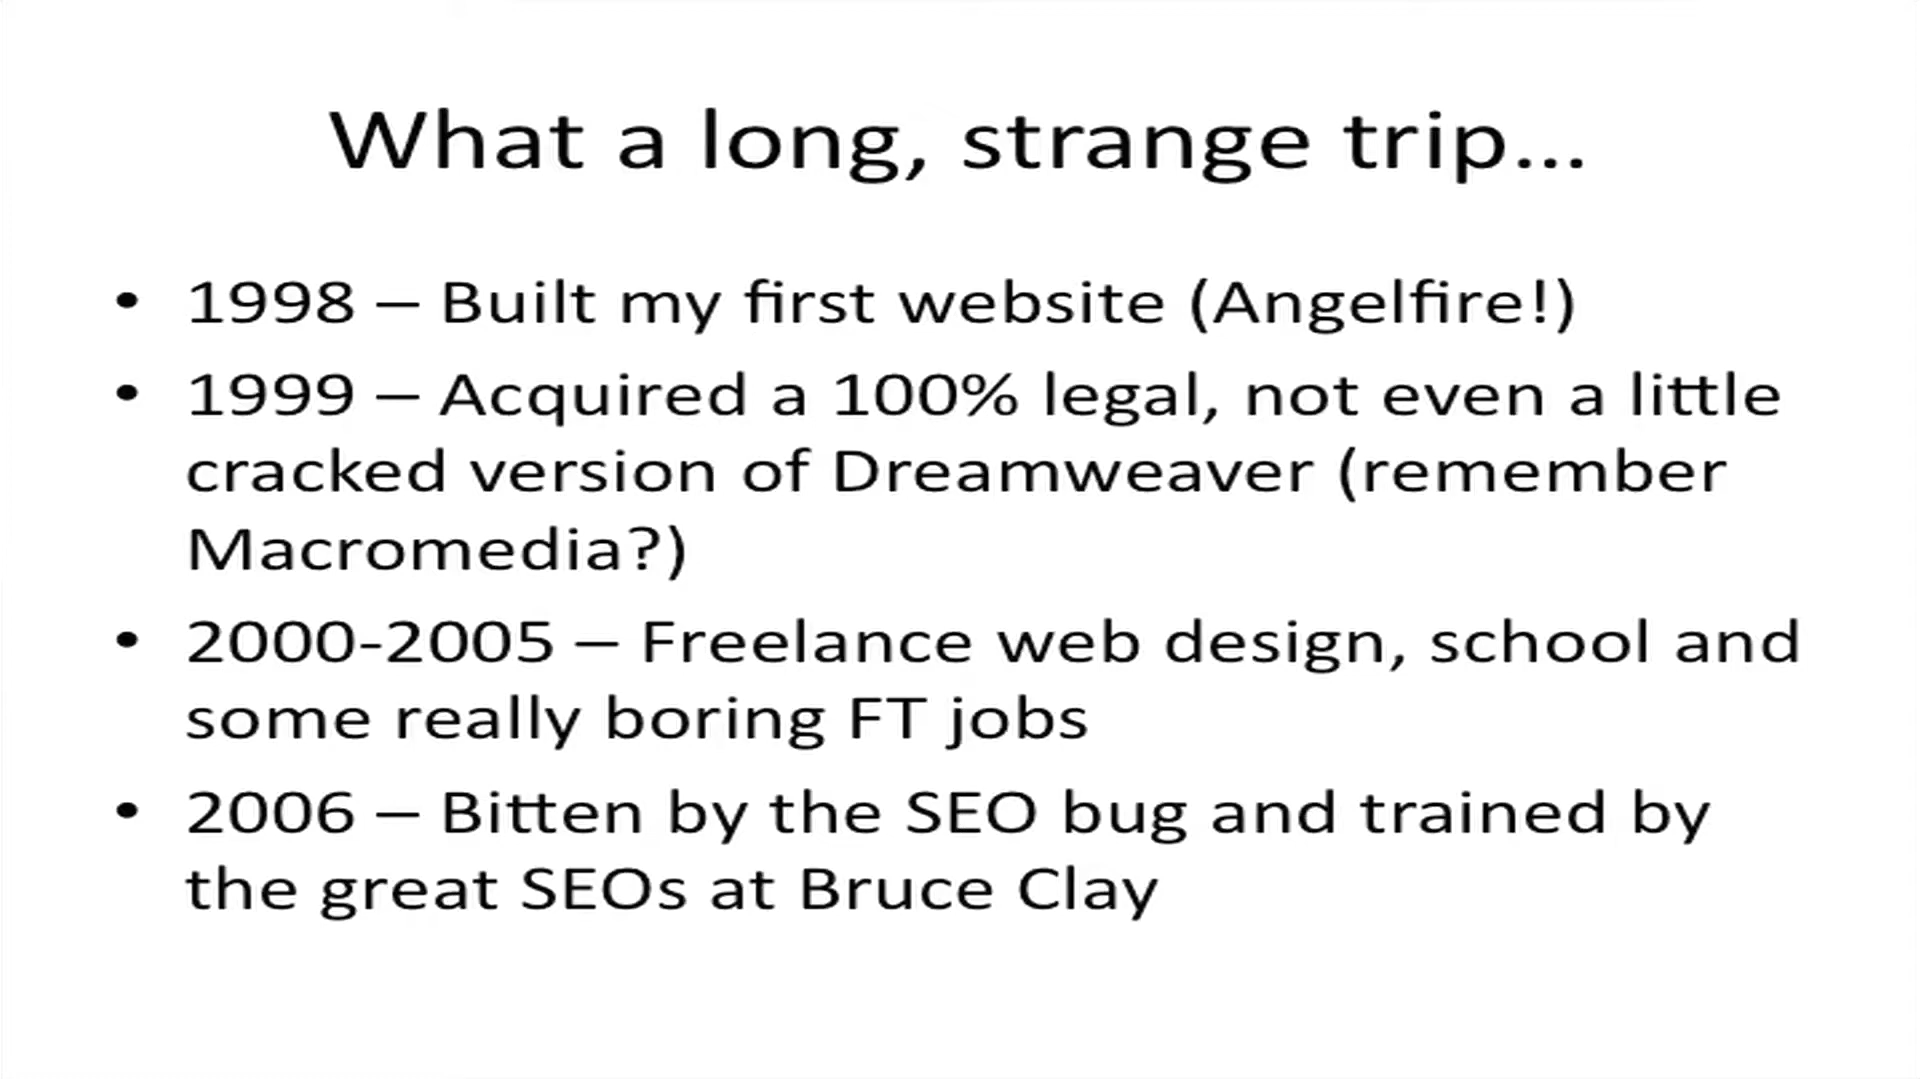 What a long, strange trip...
• 1998 – Built my first website (Angelfire!)
• 1999 – Acquired a 100% legal, not even a little
cracked version of Dreamweaver (remember
Macromedia?)
• 2000-2005 – Freelance web design, school and
some really boring FT jobs
• 2006 – Bitten by the SEO bug and trained by
the great SEOs at Bruce Clay